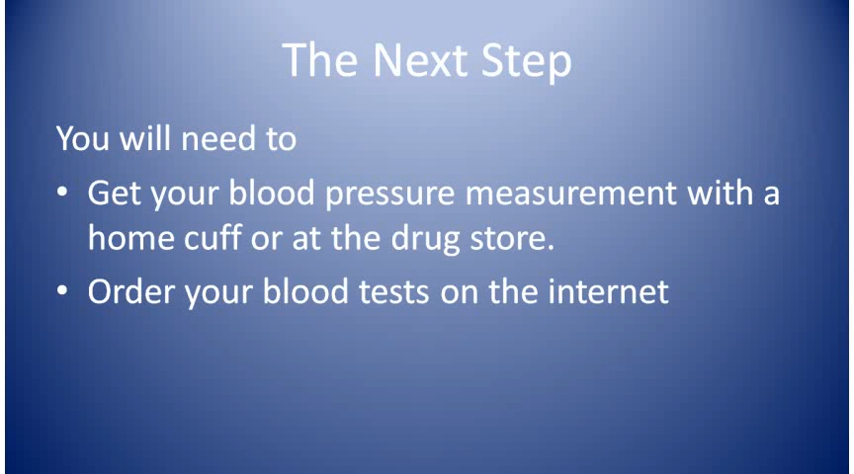 The Next Step
You will need to
• Get your blood pressure measurement with a
home cuff or at the drug store.
• Order your blood tests on the internet